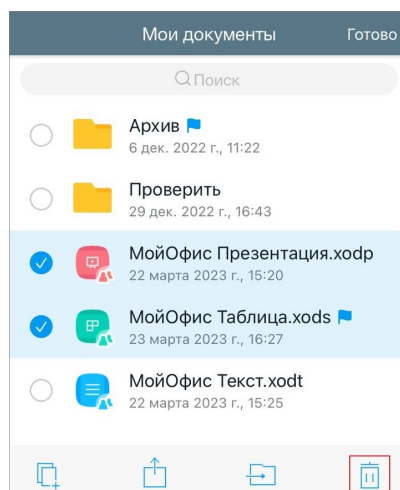 Мои документы Готово
Поиск
Архив
6 дек. 2022 г., 11:22
Проверить
29 дек. 2022 г., 16:43
МойОфис Презентация.xodp
22 марта 2023 г., 15:20
МойОфис Таблица.xods
23 марта 2023 г., 16:27
МойОфис Текст.xodt
22 марта 2023 г., 15:25